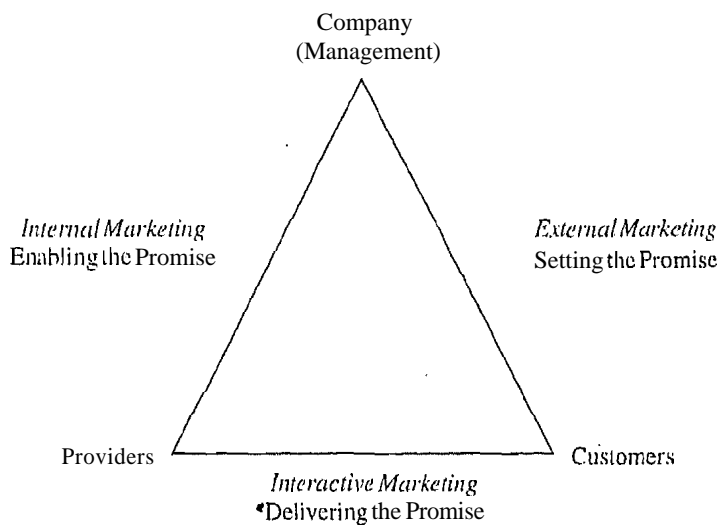 Company
(Management)
Internal Marketing
Enabling the Promise
External Marketing
Setting the Promise
Providers
Customers
Interactive Marketing
Delivering the Promise